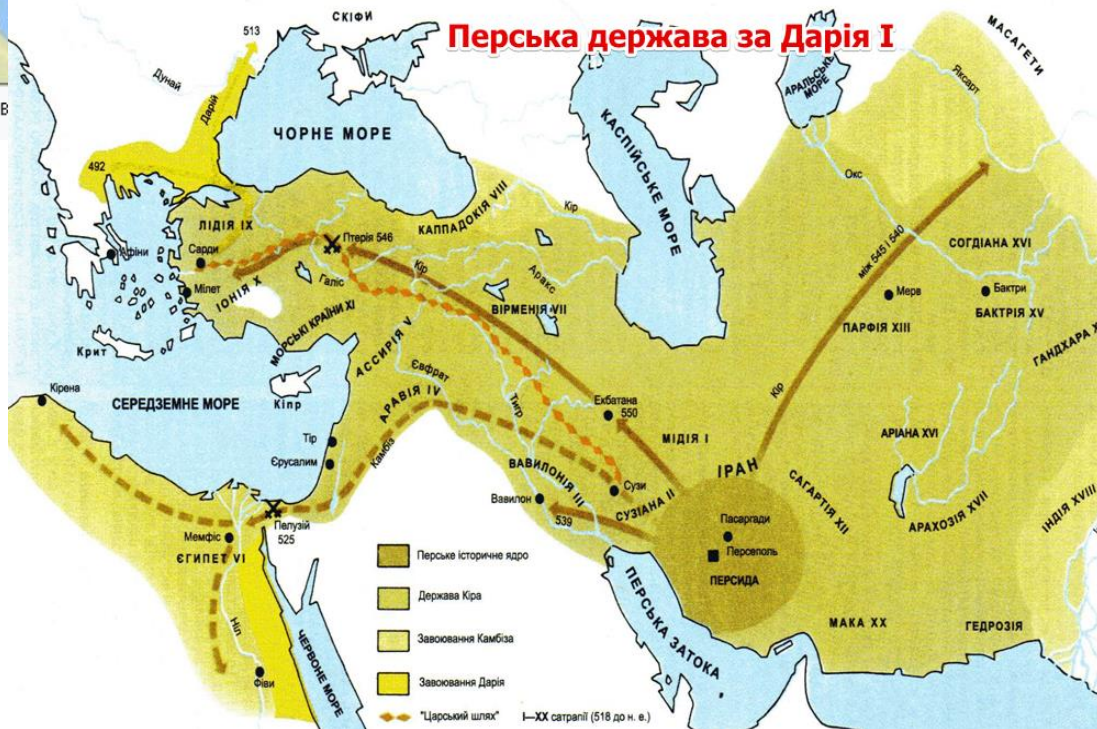 Перська держава за Дарія I
СКІФИ
513
МАСАГЕТИ
Дунай
Дарій
АРАЛЬСЬКЕ
МОРЕ
Яксарт
ЧОРНЕ МОРЕ
КАСПІЙСЬКЕ МОРЕ
492
Окс
ЛІДІЯ IX
КАППАДОКІЯ VIII
Кір
Птерія 546
між 545 і 540
СОГДІАНА XVI
Афіни
Сарди
Галіс
Кір
Аракс
Мілет
ІОНІЯ X
ВІРМЕНІЯ VII
Мерв
Бактри
БАКТРІЯ XV
МОРСЬКІ КРАЇНИ XI
ПАРФІЯ XIII
ГАНДХАРА X
Крит
АССИРІЯ V
Євфрат
АРАВІЯ IV
Тигр
Кір
Кірена
СЕРЕДЗЕМНЕ МОРЕ
Кіпр
Екбатана
550
МІДІЯ I
АРІАНА XVI
Тір
Камбіз
ІРАН
Єрусалим
ВАВИЛОНІЯ III
Сузи
САГАРТІЯ XII
Вавилон
СУЗІАНА II
АРАХОЗІЯ XVII
ІНДІЯ XVIII
Пелузій
525
539
Пасаргади
Мемфіс
Персеполь
ЄГИПЕТ VI
ПЕРСИДА
Перське історичне ядро
ПЕРСЬКА ЗАТОКА
Держава Кіра
МАКА XX
ГЕДРОЗІЯ
Ніл
ЧЕРВОНЕ МОРЕ
Завоювання Камбіза
Фіви
Завоювання Дарія
"Царський шлях"
I—XX сатрапії (518 до н. е.)